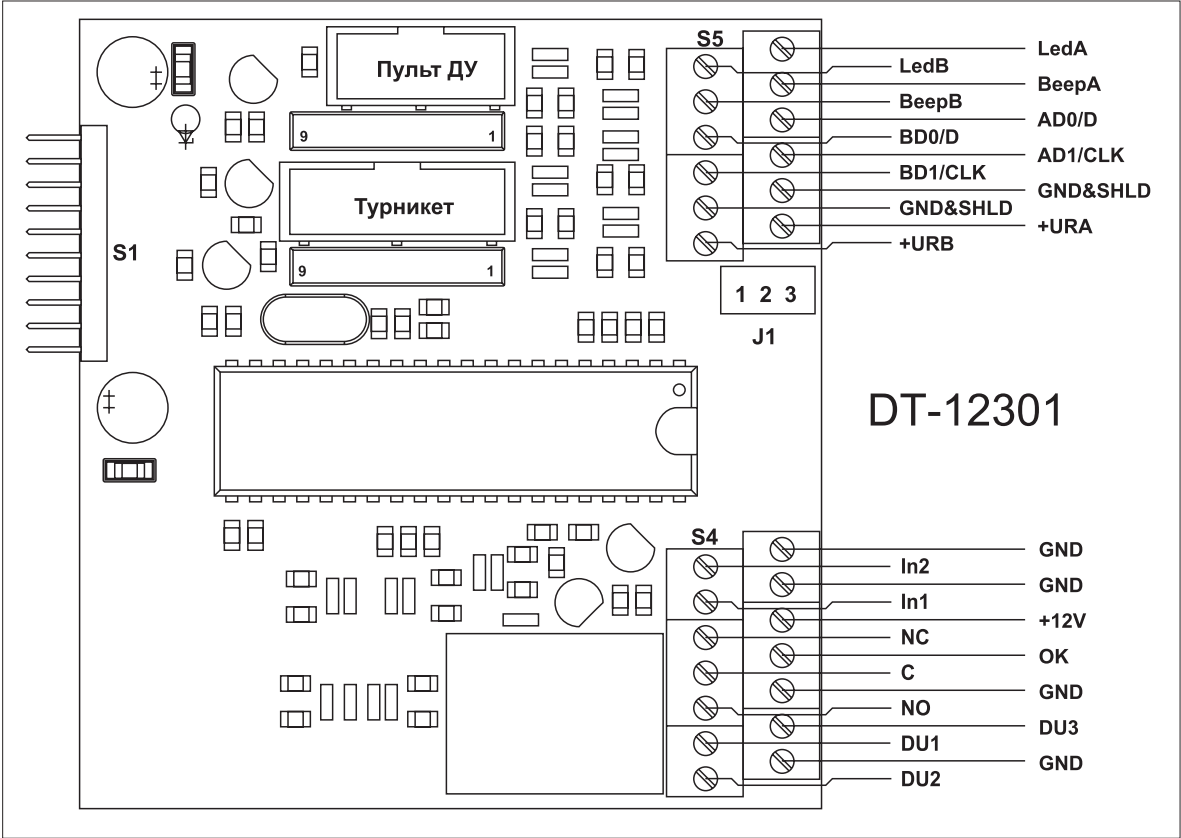 S5
LedA
LedB
BeepA
BeepB
AD0/D
BD0/D
AD1/CLK
BD1/CLK
GND&SHLD
GND&SHLD
+URA
+URB
Пульт ДУ
9 1
Турникет
9 1
S1
1 2 3
J1
DT-12301
S4
GND
In2
GND
In1
+12V
NC
OK
C
GND
NO
DU3
DU1
GND
DU2